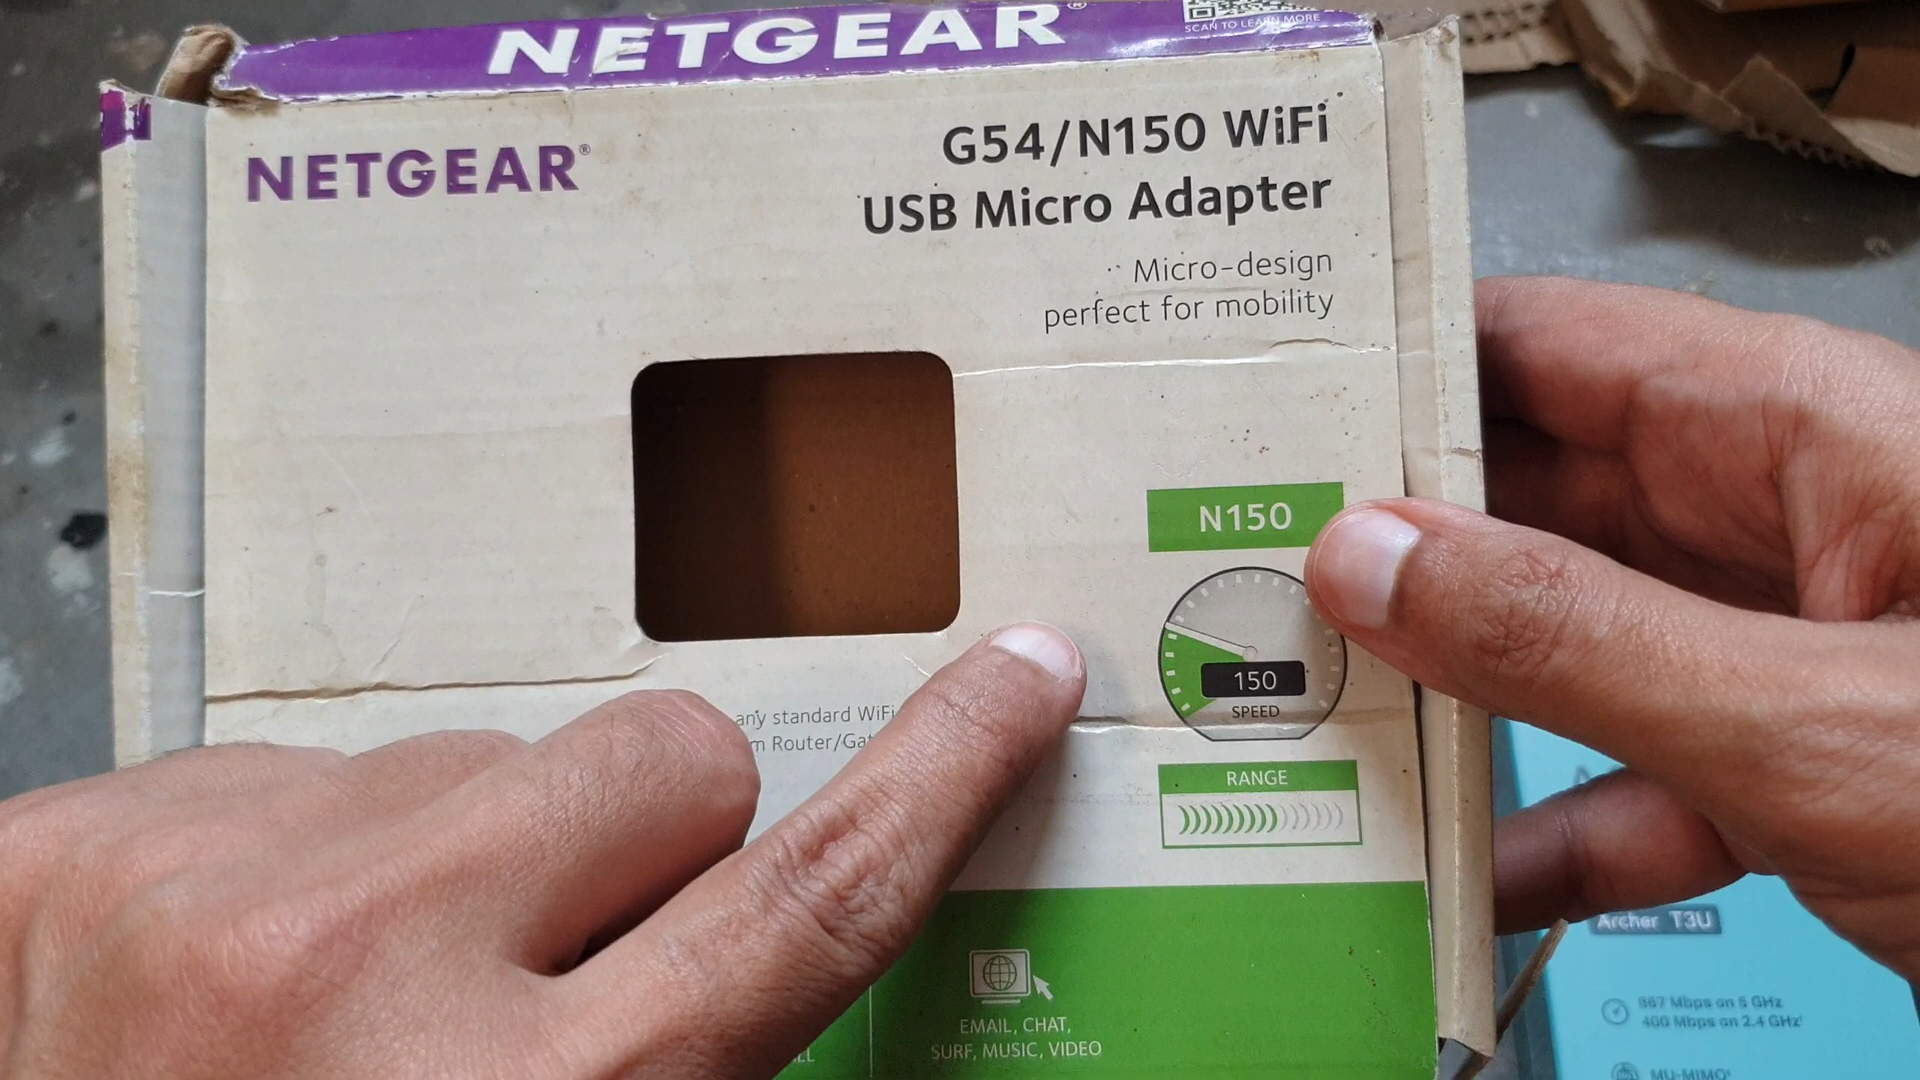 NETGEAR®
SCAN TO LEARN MORE
NETGEAR®
G54/N150 WiFi
USB Micro Adapter
Micro-design
perfect for mobility
N150
150
SPEED
any standard WiFi
RANGE
EMAIL, CHAT,
SURF, MUSIC, VIDEO
Archer T3U
867 Mbps on 5 GHz
400 Mbps on 2.4 GHz
MU-MIMO